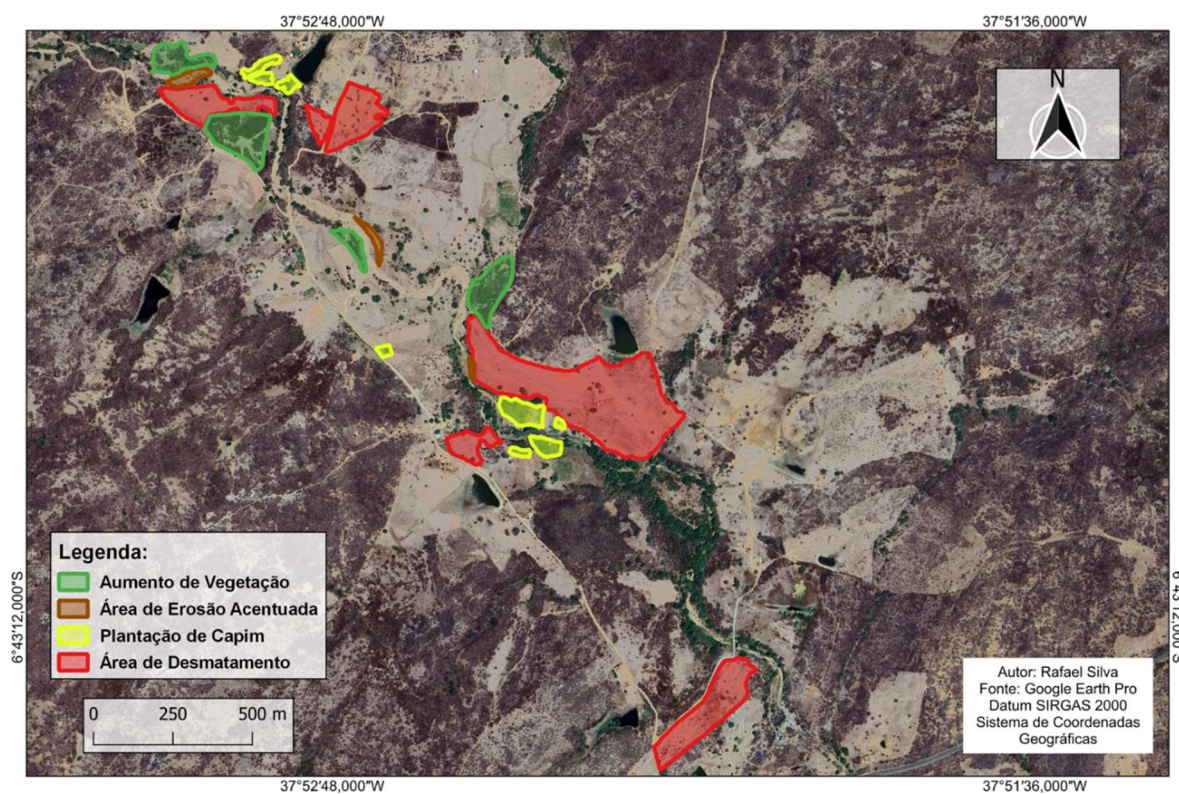 37°52'48,000"W
37°51'36,000"W
N
6°43'12,000"S
6°43'12,000"S
Legenda:
Aumento de Vegetação
Área de Erosão Acentuada
Plantação de Capim
Área de Desmatamento
0 250 500 m
Autor: Rafael Silva
Fonte: Google Earth Pro
Datum SIRGAS 2000
Sistema de Coordenadas
Geográficas
37°52'48,000"W
37°51'36,000"W